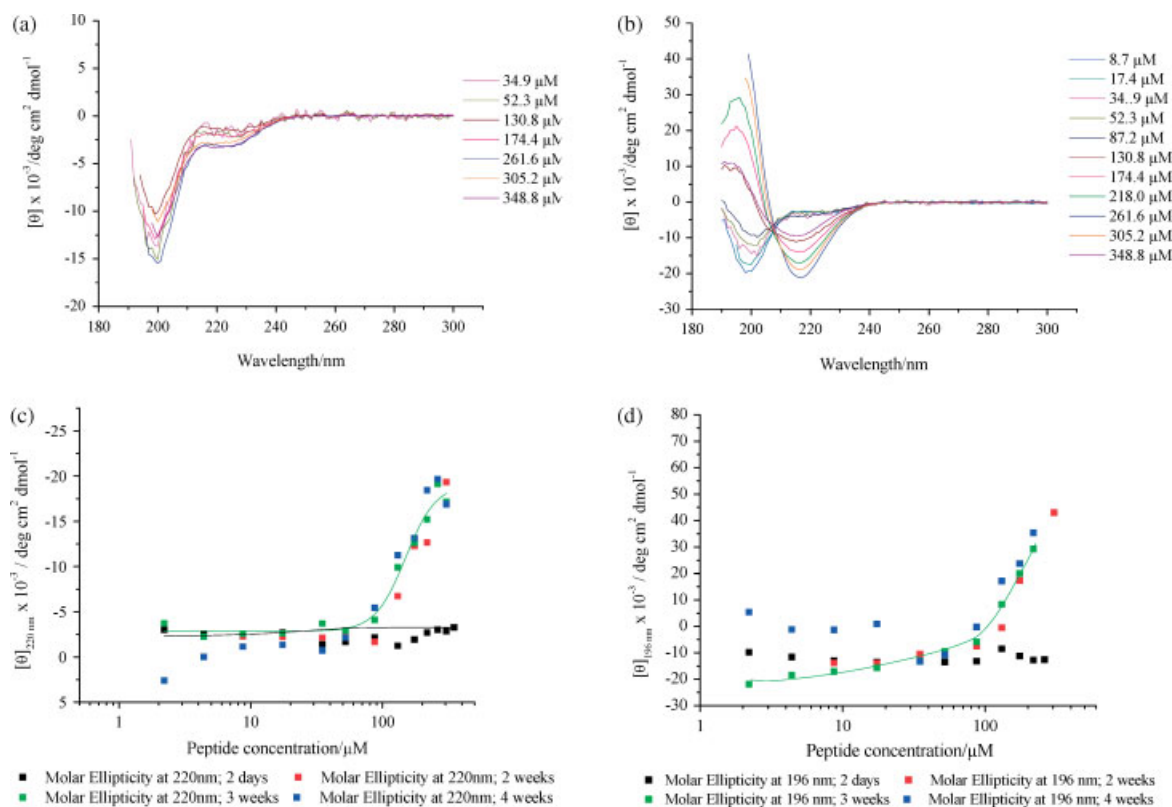 (a)
[θ] x 10⁻³/deg cm² dmol⁻¹
10
5
0
-5
-10
-15
-20
180 200 220 240 260 280 300
Wavelength/nm
34.9 µM
52.3 µM
130.8 µM
174.4 µM
261.6 µM
305.2 µM
348.8 µM
(b)
[θ] x 10⁻³/deg cm² dmol⁻¹
50
40
30
20
10
0
-10
-20
-30
180 200 220 240 260 280 300
Wavelength/nm
8.7 µM
17.4 µM
34..9 µM
52.3 µM
87.2 µM
130.8 µM
174.4 µM
218.0 µM
261.6 µM
305.2 µM
348.8 µM
(c)
[θ]220 nm x 10⁻³ / deg cm² dmol⁻¹
-25
-20
-15
-10
-5
0
5
1 10 100
Peptide concentration/µM
Molar Ellipticity at 220nm; 2 days
Molar Ellipticity at 220nm; 2 weeks
Molar Ellipticity at 220nm; 3 weeks
Molar Ellipticity at 220nm; 4 weeks
(d)
[θ]196 nm x 10⁻³ / deg cm² dmol⁻¹
80
70
60
50
40
30
20
10
0
-10
-20
-30
1 10 100
Peptide concentration/µM
Molar Ellipticity at 196 nm; 2 days
Molar Ellipticity at 196 nm; 2 weeks
Molar Ellipticity at 196 nm; 3 weeks
Molar Ellipticity at 196 nm; 4 weeks